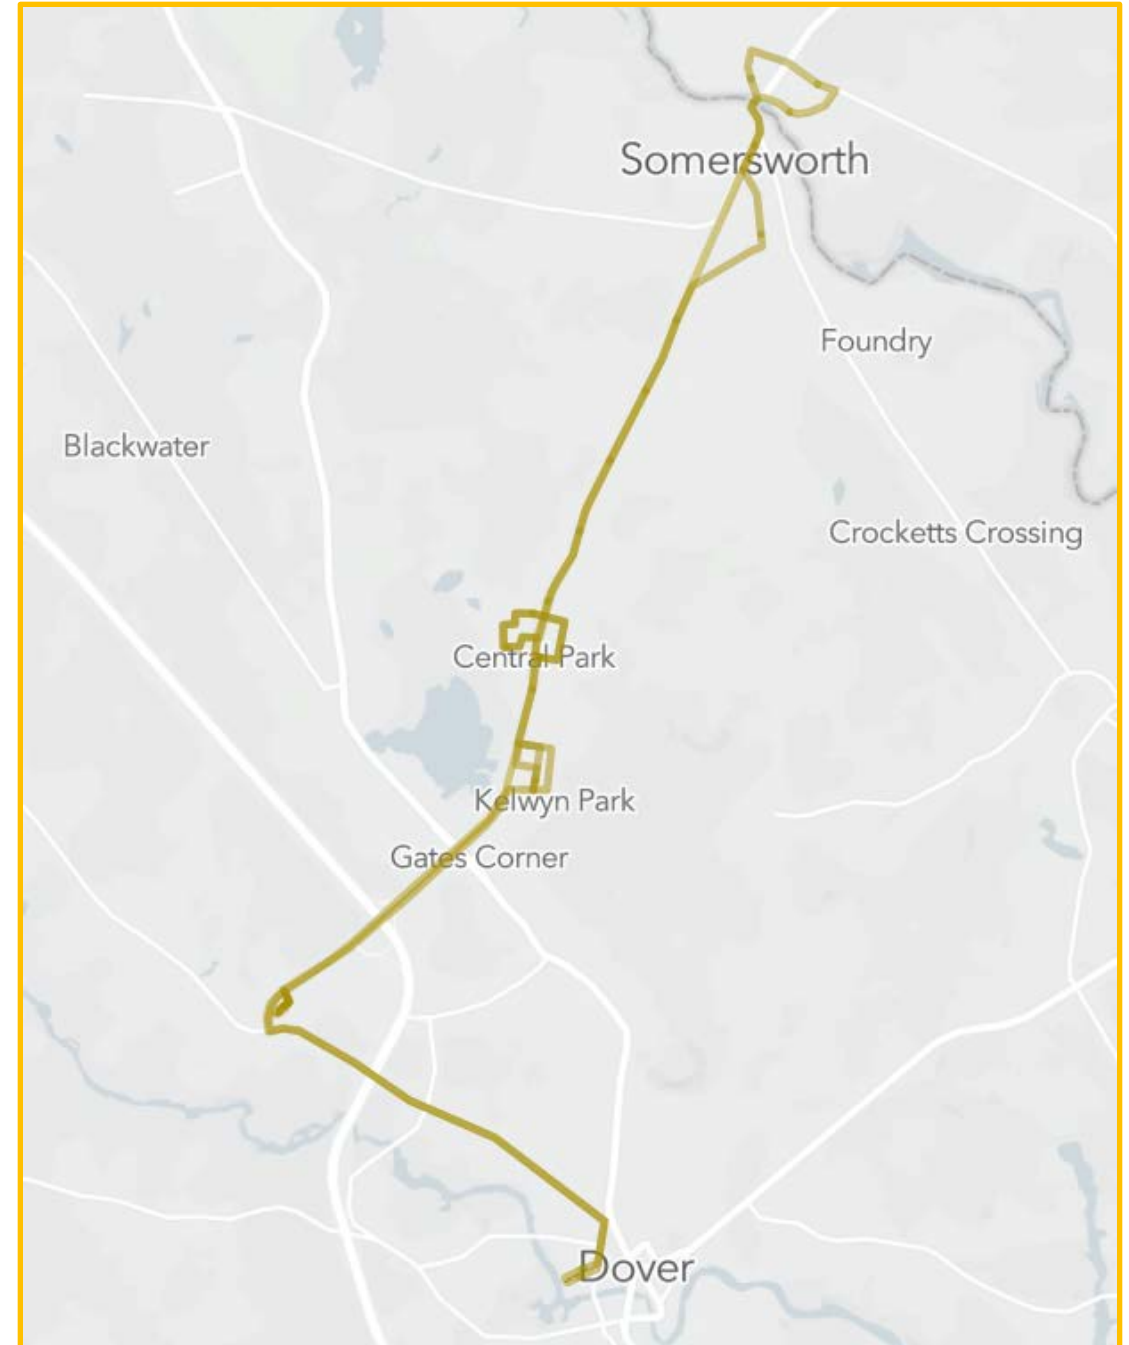 Somersworth
Foundry
Blackwater
Crocketts Crossing
Central Park
Kelwyn Park
Gates Corner
Dover